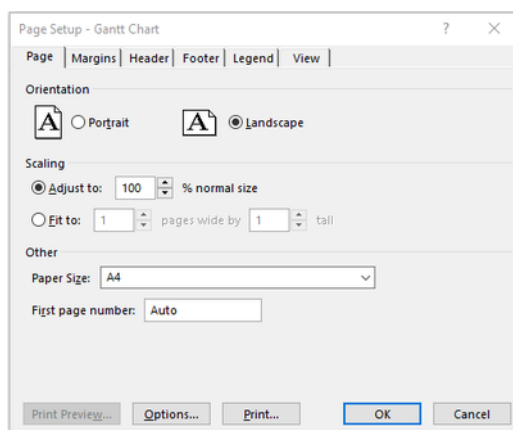 Page Setup - Gantt Chart ? ×
Page Margins Header Footer Legend View
Orientation
A Portrait A Landscape
Scaling
Adjust to: 100 % normal size
Fit to: 1 pages wide by 1 tall
Other
Paper Size: A4
First page number: Auto
Print Preview... Options... Print... OK Cancel